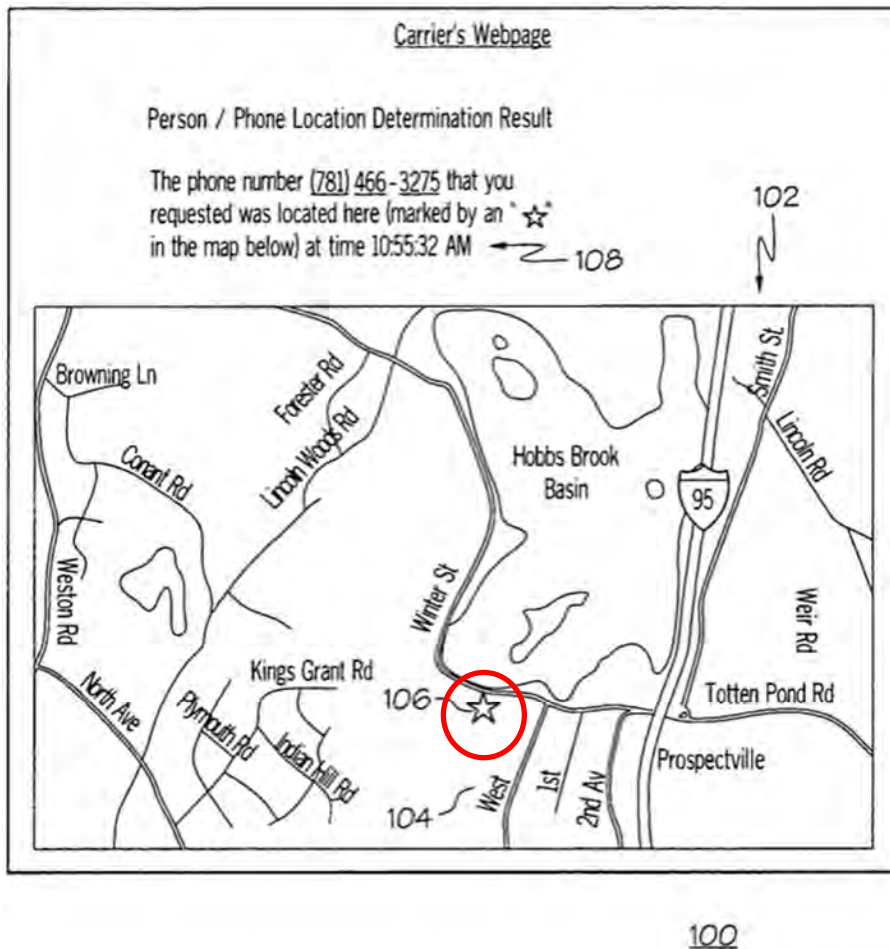 Carrier's Webpage
Person / Phone Location Determination Result
The phone number (781) 466-3275 that you
requested was located here (marked by an "☆"
in the map below) at time 10:55:32 AM
108
102
Browning Ln
Conant Rd
Weston Rd
North Ave
Forester Rd
Lincoln Woods Rd
Hobbs Brook
Basin
95
Smith St
Lincoln Rd
Weir Rd
Winter St
Kings Grant Rd
Plymouth Rd
Indian Hill Rd
106
☆
104
West
1st
2nd Av
Totten Pond Rd
Prospectville
100